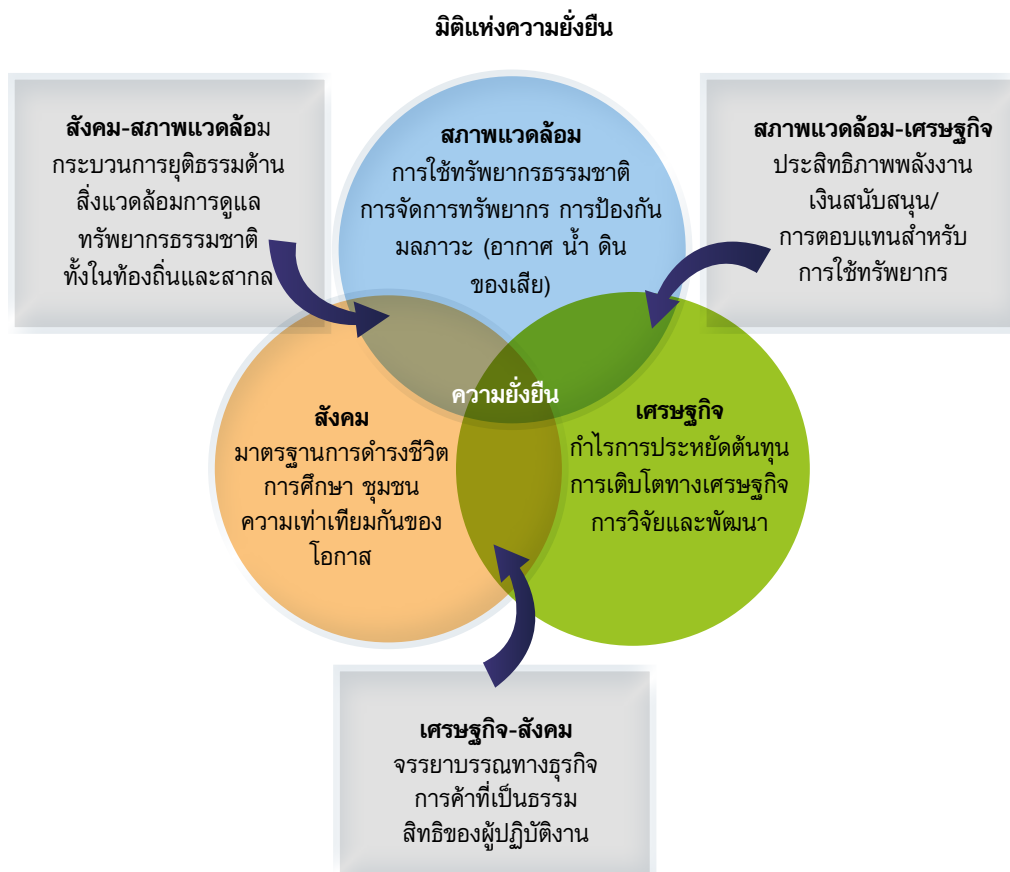 มิติแห่งความยั่งยืน
สังคม-สภาพแวดล้อม
กระบวนการยุติธรรมด้าน
สิ่งแวดล้อมการดูแล
ทรัพยากรธรรมชาติ
ทั้งในท้องถิ่นและสากล
สภาพแวดล้อม
การใช้ทรัพยากรธรรมชาติ
การจัดการทรัพยากร การป้องกัน
มลภาวะ (อากาศ น้ำ ดิน
ของเสีย)
สภาพแวดล้อม-เศรษฐกิจ
ประสิทธิภาพพลังงาน
เงินสนับสนุน/
การตอบแทนสำหรับ
การใช้ทรัพยากร
ความยั่งยืน
สังคม
มาตรฐานการดำรงชีวิต
การศึกษา ชุมชน
ความเท่าเทียมกันของ
โอกาส
เศรษฐกิจ
กำไรการประหยัดต้นทุน
การเติบโตทางเศรษฐกิจ
การวิจัยและพัฒนา
เศรษฐกิจ-สังคม
จรรยาบรรณทางธุรกิจ
การค้าที่เป็นธรรม
สิทธิของผู้ปฏิบัติงาน